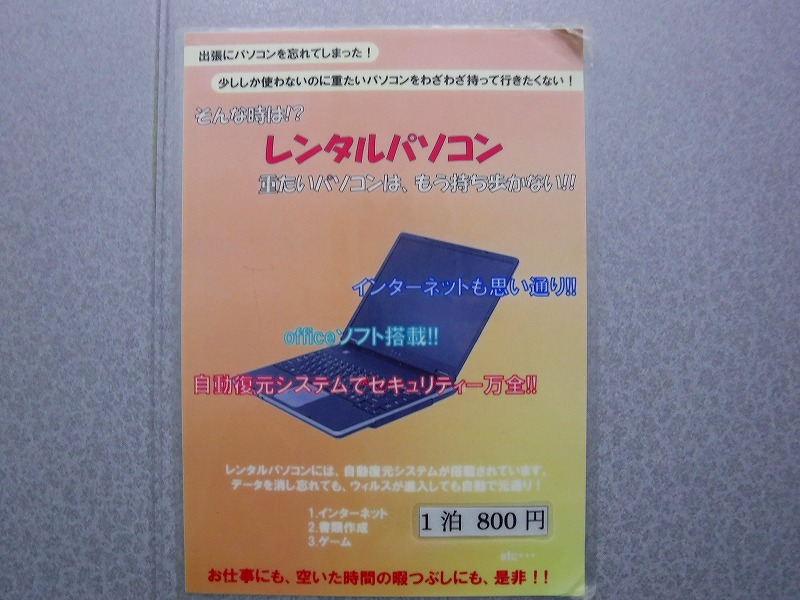 出張にパソコンを忘れてしまった！
少ししか使わないのに重たいパソコンをわざわざ持って行きたくない！
そんな時は!?
レンタルパソコン
重たいパソコンは、もう持ち歩かない!!
インターネットも思い通り!!
officeソフト搭載!!
自動復元システムでセキュリティー万全!!
レンタルパソコンには、自動復元システムが搭載されています。
データを消し忘れても、ウィルスが進入しても自動で元通り！
1.インターネット
2.書類作成
3.ゲーム
1泊 800円
etc･･･
お仕事にも、空いた時間の暇つぶしにも、是非！！